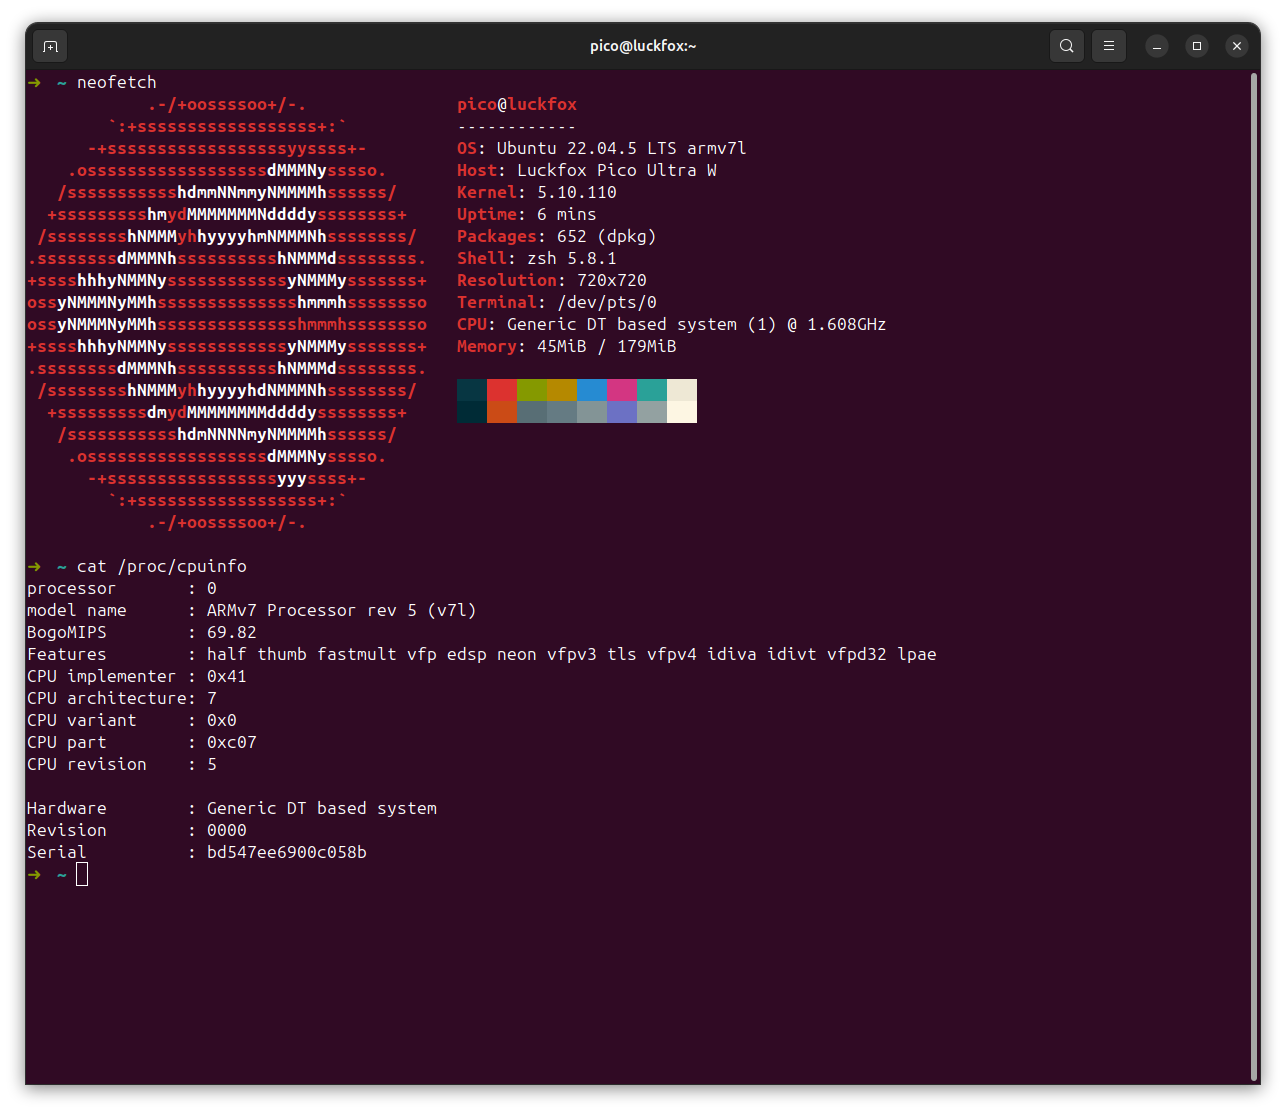 pico@luckfox:~
➜  ~ neofetch
            .-/+oossssoo+/-.               pico@luckfox
        `:+ssssssssssssssssss+:`           ------------
      -+ssssssssssssssssssyyssss+-         OS: Ubuntu 22.04.5 LTS armv7l
    .ossssssssssssssssssdMMMNysssso.       Host: Luckfox Pico Ultra W
   /ssssssssssshdmmNNmmyNMMMMhssssss/      Kernel: 5.10.110
  +ssssssssshmydMMMMMMMNddddyssssssss+     Uptime: 6 mins
 /sssssssshNMMMyhhyyyyhmNMMMNhssssssss/    Packages: 652 (dpkg)
.ssssssssdMMMNhsssssssssshNMMMdssssssss.   Shell: zsh 5.8.1
+sssshhhyNMMNyssssssssssssyNMMMysssssss+   Resolution: 720x720
ossyNMMMNyMMhsssssssssssssshmmmhssssssso   Terminal: /dev/pts/0
ossyNMMMNyMMhsssssssssssssshmmmhssssssso   CPU: Generic DT based system (1) @ 1.608GHz
+sssshhhyNMMNyssssssssssssyNMMMysssssss+   Memory: 45MiB / 179MiB
.ssssssssdMMMNhsssssssssshNMMMdssssssss.
 /sssssssshNMMMyhhyyyyhdNMMMNhssssssss/
  +sssssssssdmydMMMMMMMMddddyssssssss+
   /ssssssssssshdmNNNNmyNMMMMhssssss/
    .ossssssssssssssssssdMMMNysssso.
      -+sssssssssssssssssyyyssss+-
        `:+ssssssssssssssssss+:`
            .-/+oossssoo+/-.
➜  ~ cat /proc/cpuinfo
processor       : 0
model name      : ARMv7 Processor rev 5 (v7l)
BogoMIPS        : 69.82
Features        : half thumb fastmult vfp edsp neon vfpv3 tls vfpv4 idiva idivt vfpd32 lpae
CPU implementer : 0x41
CPU architecture: 7
CPU variant     : 0x0
CPU part        : 0xc07
CPU revision    : 5
Hardware        : Generic DT based system
Revision        : 0000
Serial          : bd547ee6900c058b
➜  ~